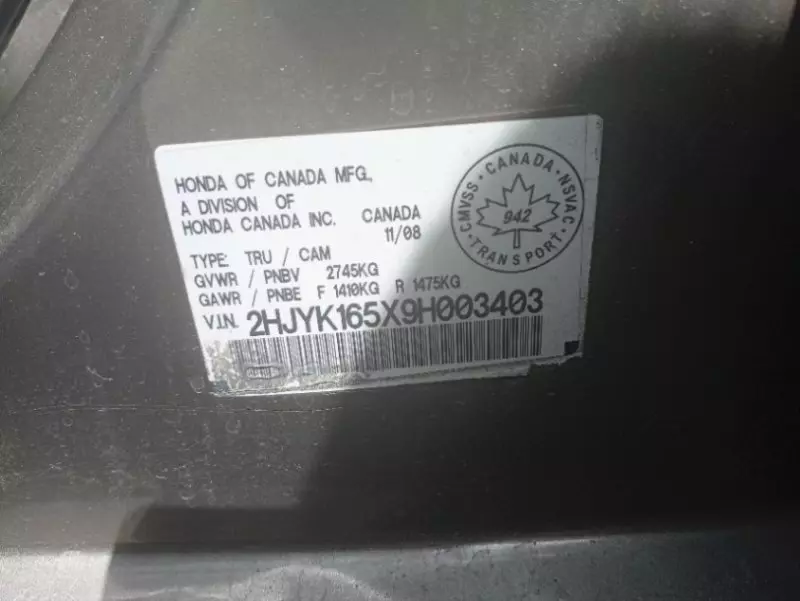 HONDA OF CANADA MFG.,
A DIVISION OF
HONDA CANADA INC. CANADA
11/08
TYPE: TRU / CAM
GVWR / PNBV 2745KG
GAWR / PNBE F 1410KG R 1475KG
V.I.N. 2HJYK165X9H003403
CMVSS • CANADA • NSVAC
942
TRANSPORT